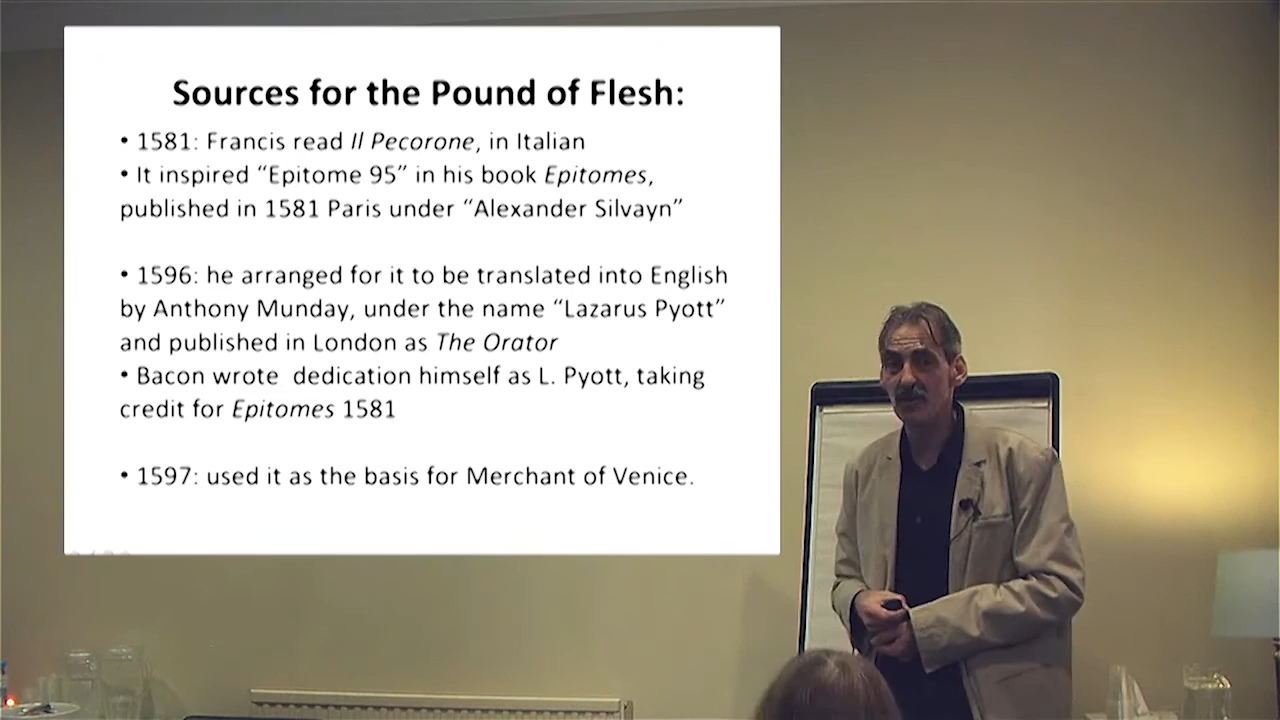 Sources for the Pound of Flesh:
• 1581: Francis read Il Pecorone, in Italian
• It inspired “Epitome 95” in his book Epitomes,
published in 1581 Paris under “Alexander Silvayn”
• 1596: he arranged for it to be translated into English
by Anthony Munday, under the name “Lazarus Pyott”
and published in London as The Orator
• Bacon wrote  dedication himself as L. Pyott, taking
credit for Epitomes 1581
• 1597: used it as the basis for Merchant of Venice.